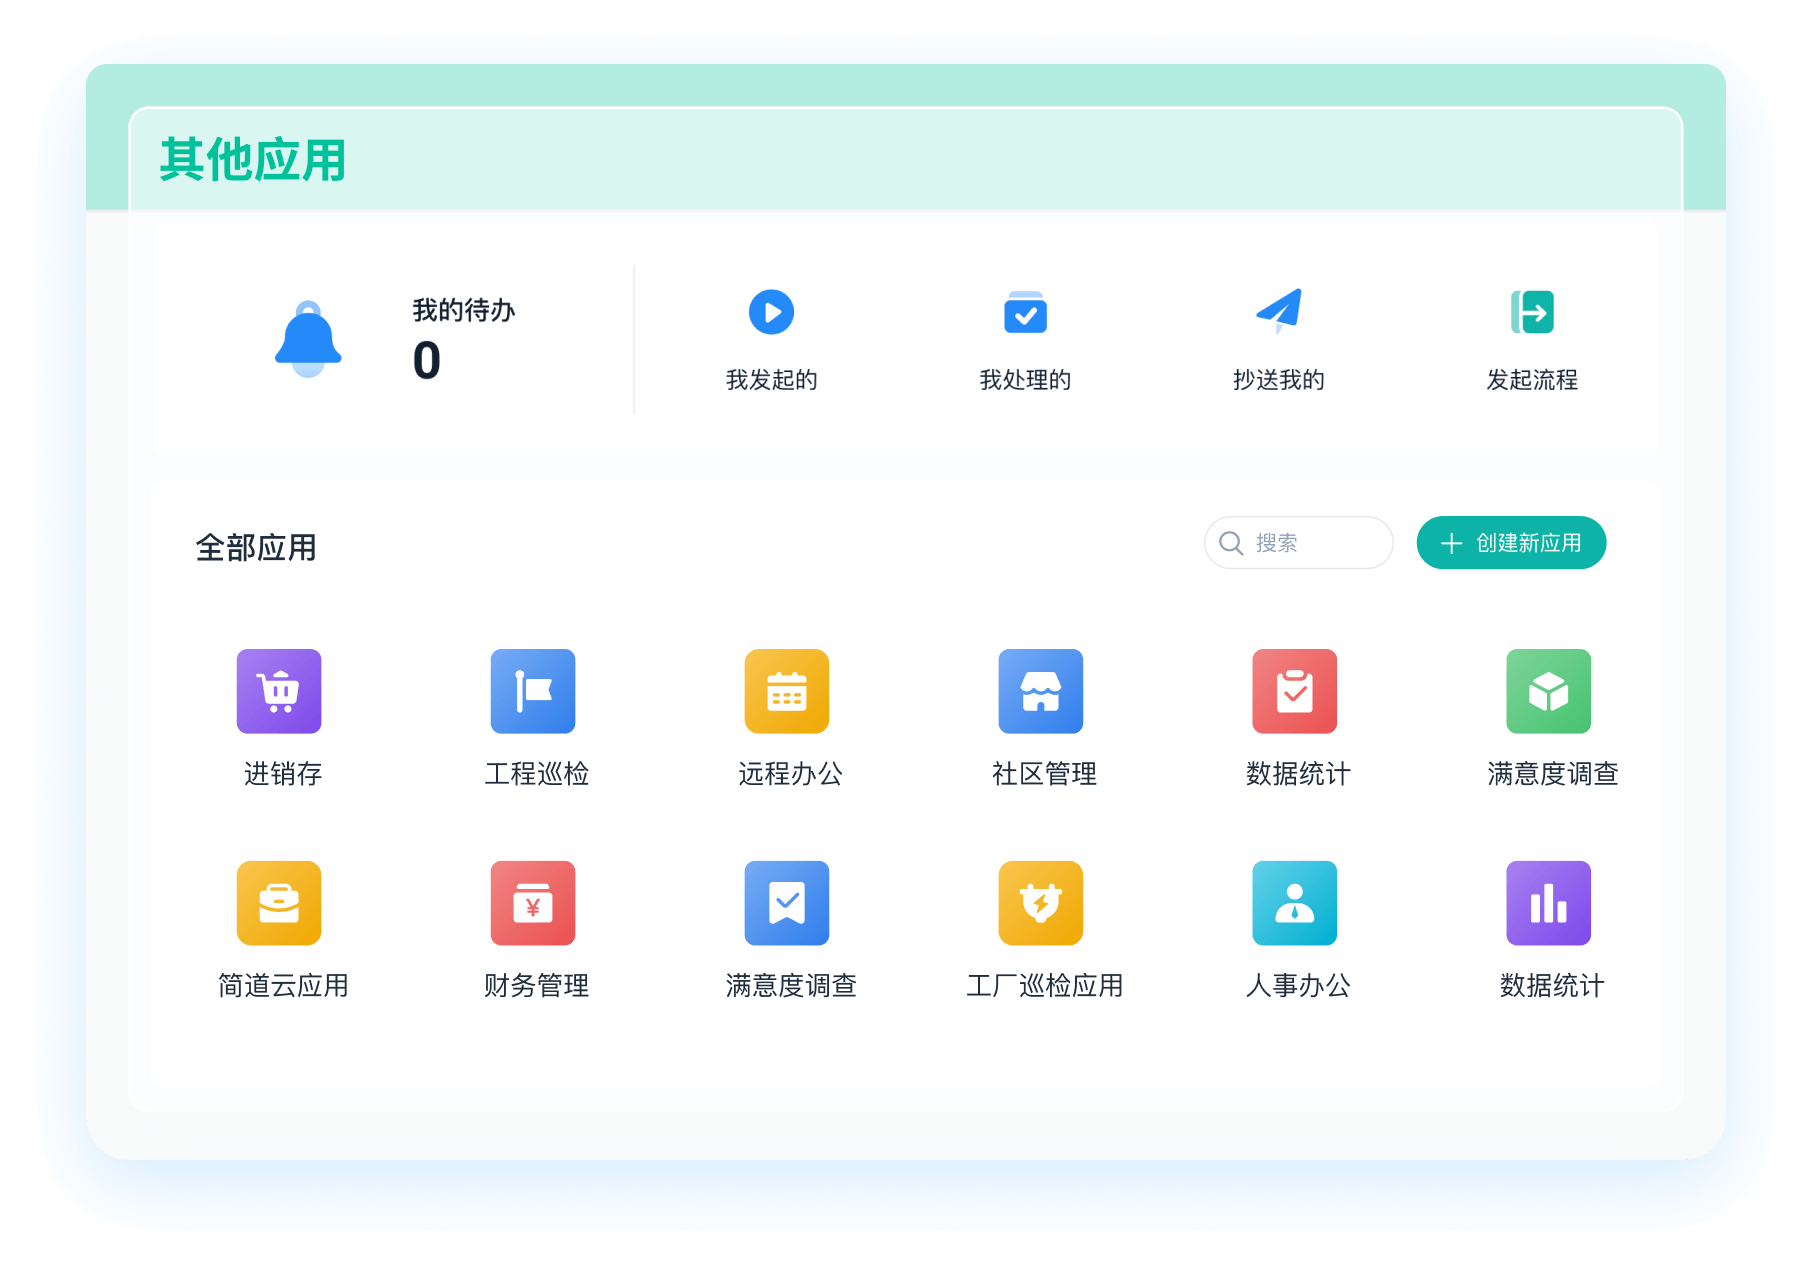 其他应用
我的待办
0
我发起的
我处理的
抄送我的
发起流程
全部应用
搜索
创建新应用
进销存
工程巡检
远程办公
社区管理
数据统计
满意度调查
简道云应用
¥
财务管理
满意度调查
工厂巡检应用
人事办公
数据统计